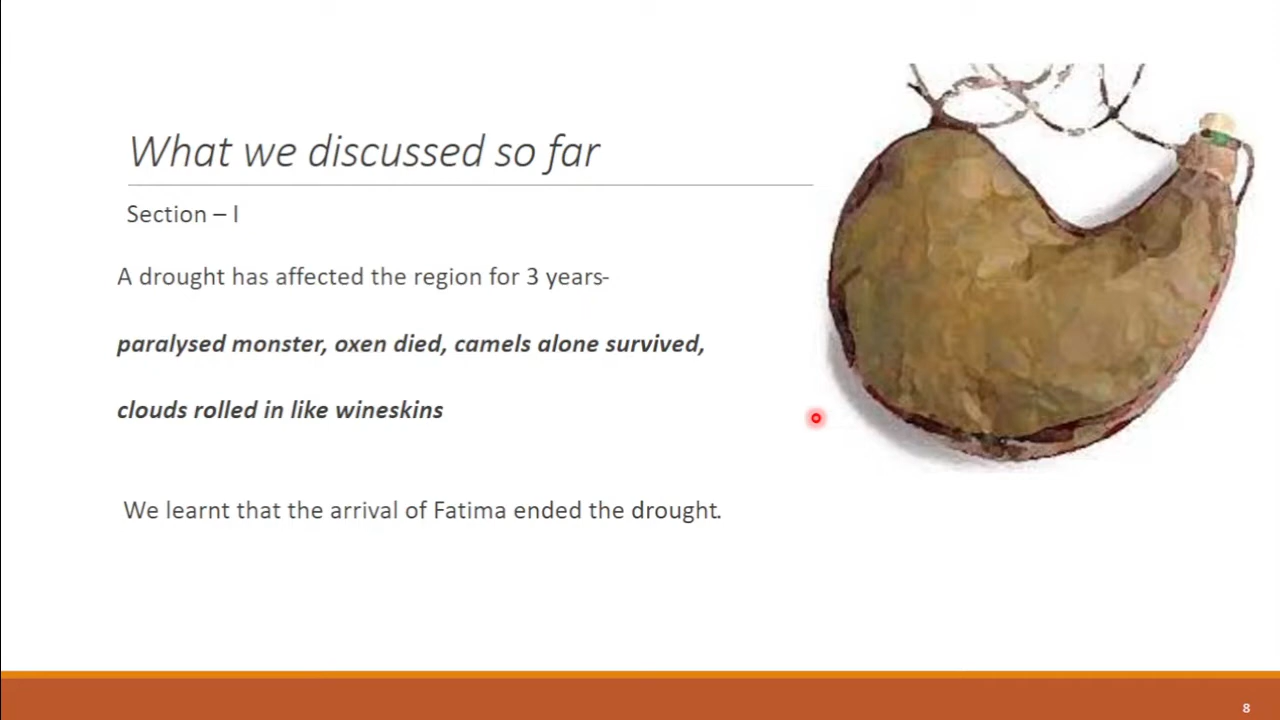 What we discussed so far
Section – I
A drought has affected the region for 3 years-
paralysed monster, oxen died, camels alone survived,
clouds rolled in like wineskins
We learnt that the arrival of Fatima ended the drought.
8